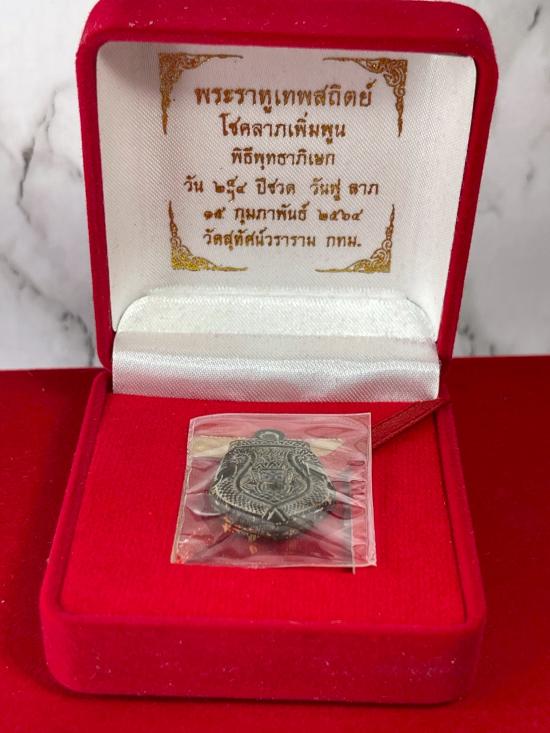 พระราหูเทพสถิตย์
โชคลาภเพิ่มพูน
พิธีพุทธาภิเษก
วัน ๒ ๔ ปีชวด วันฟู ลาภ
๑๕ กุมภาพันธ์ ๒๕๖๔
วัดสุทัศน์วราราม กทม.